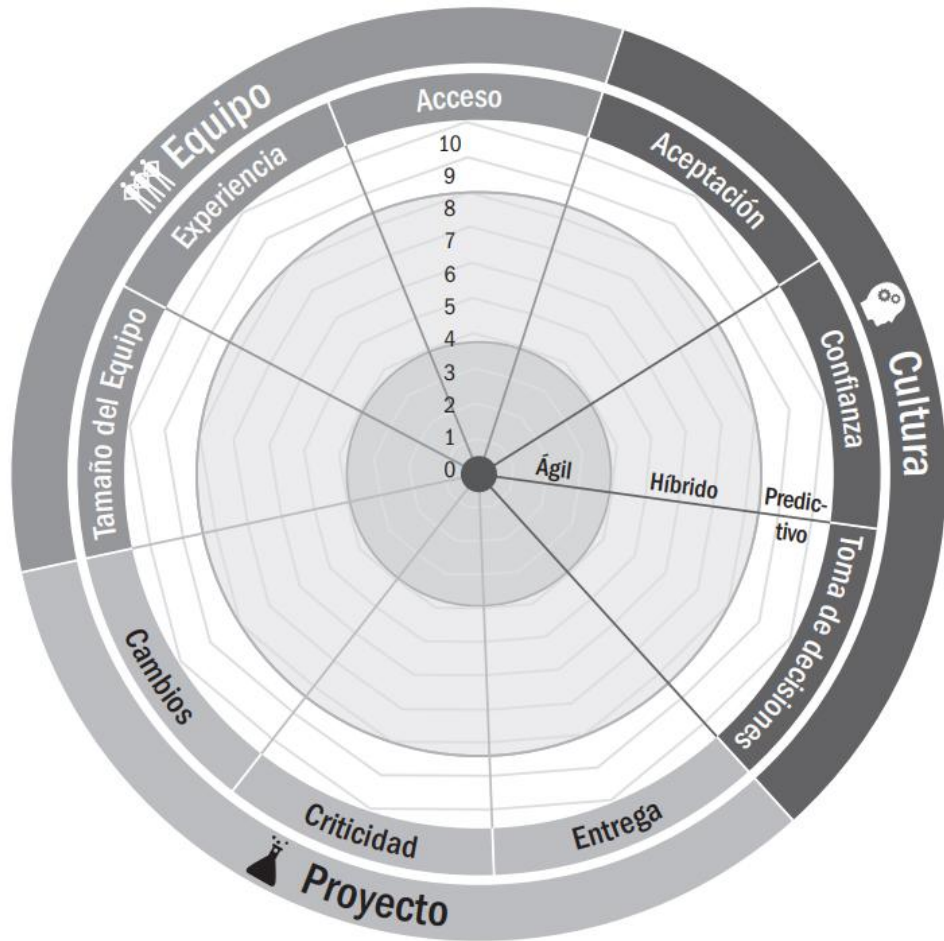 Equipo
Acceso
Experiencia
Tamaño del Equipo
Cultura
Aceptación
Confianza
Toma de decisiones
Proyecto
Cambios
Criticidad
Entrega
10
9
8
7
6
5
4
3
2
1
0
Ágil
Híbrido
Predic-
tivo